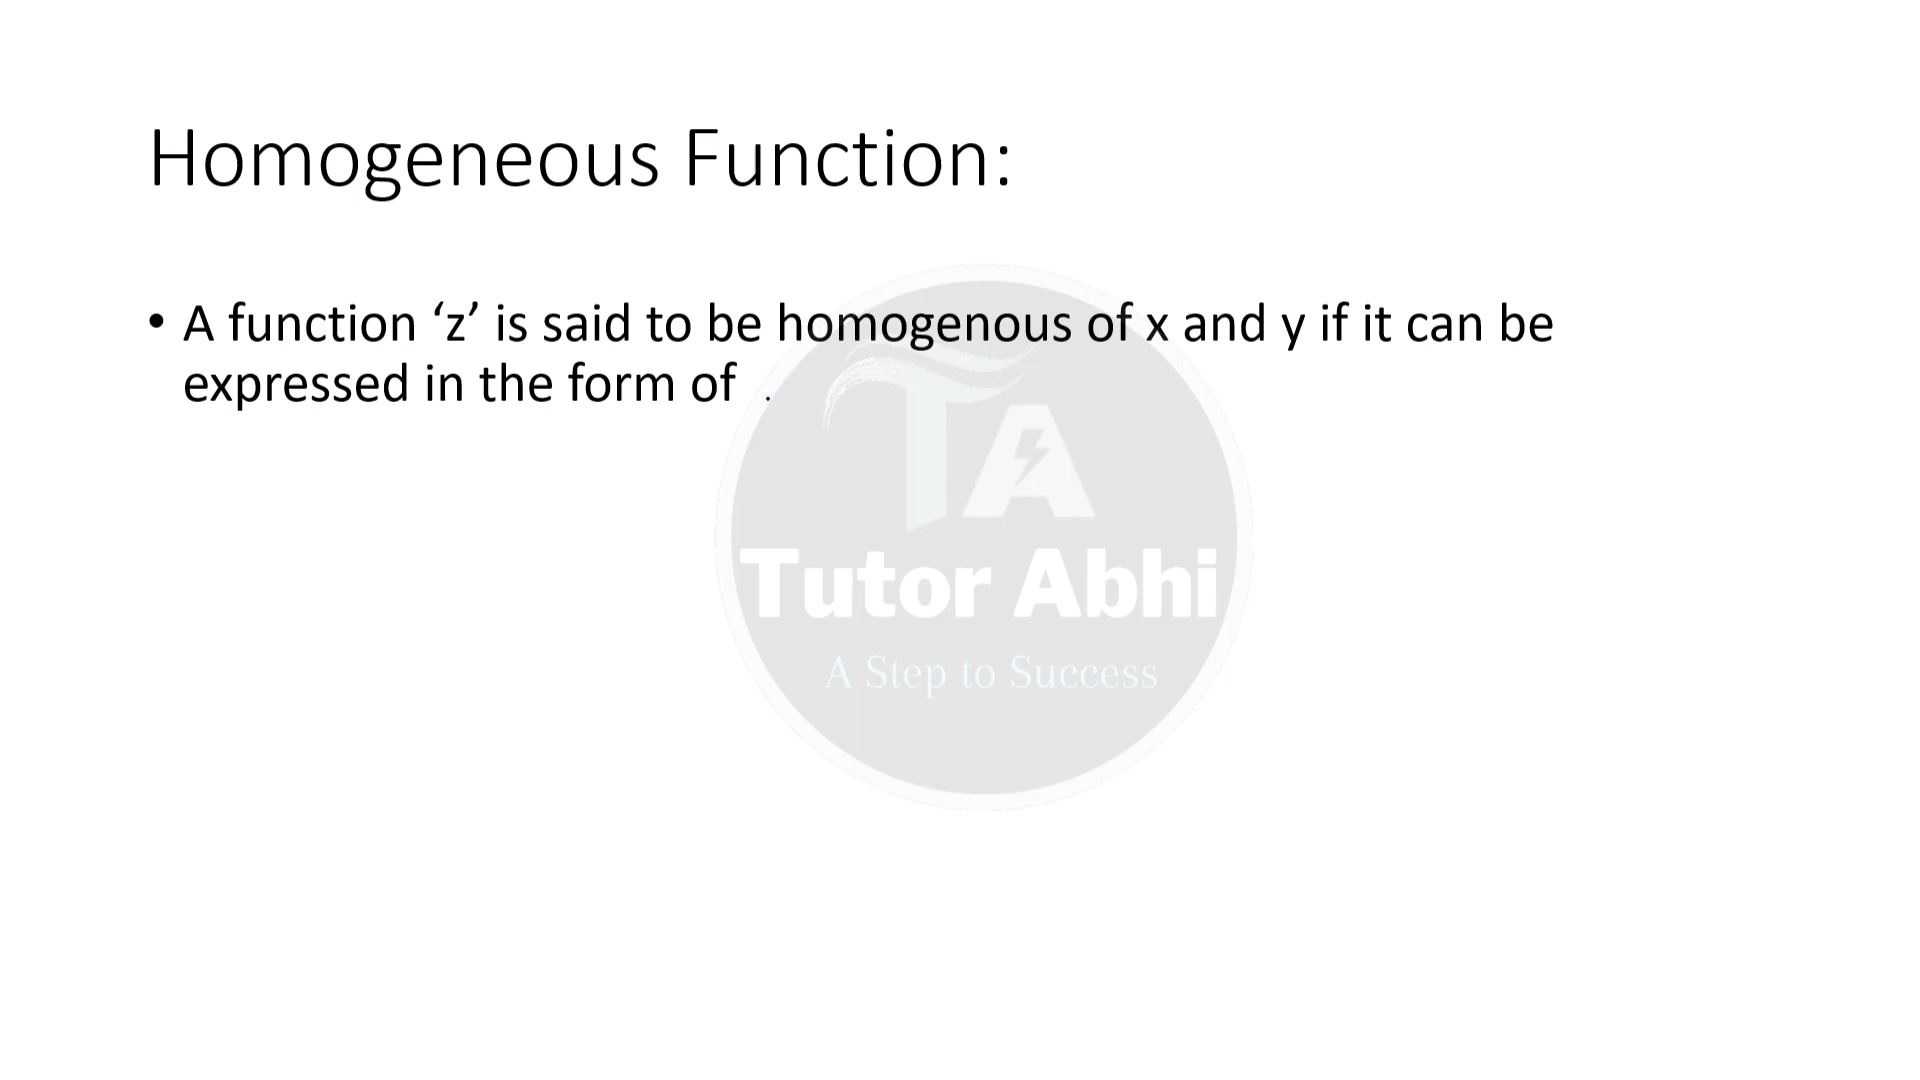 Homogeneous Function:
• A function ‘z’ is said to be homogenous of x and y if it can be
expressed in the form of .
TA
Tutor Abhi
A Step to Success